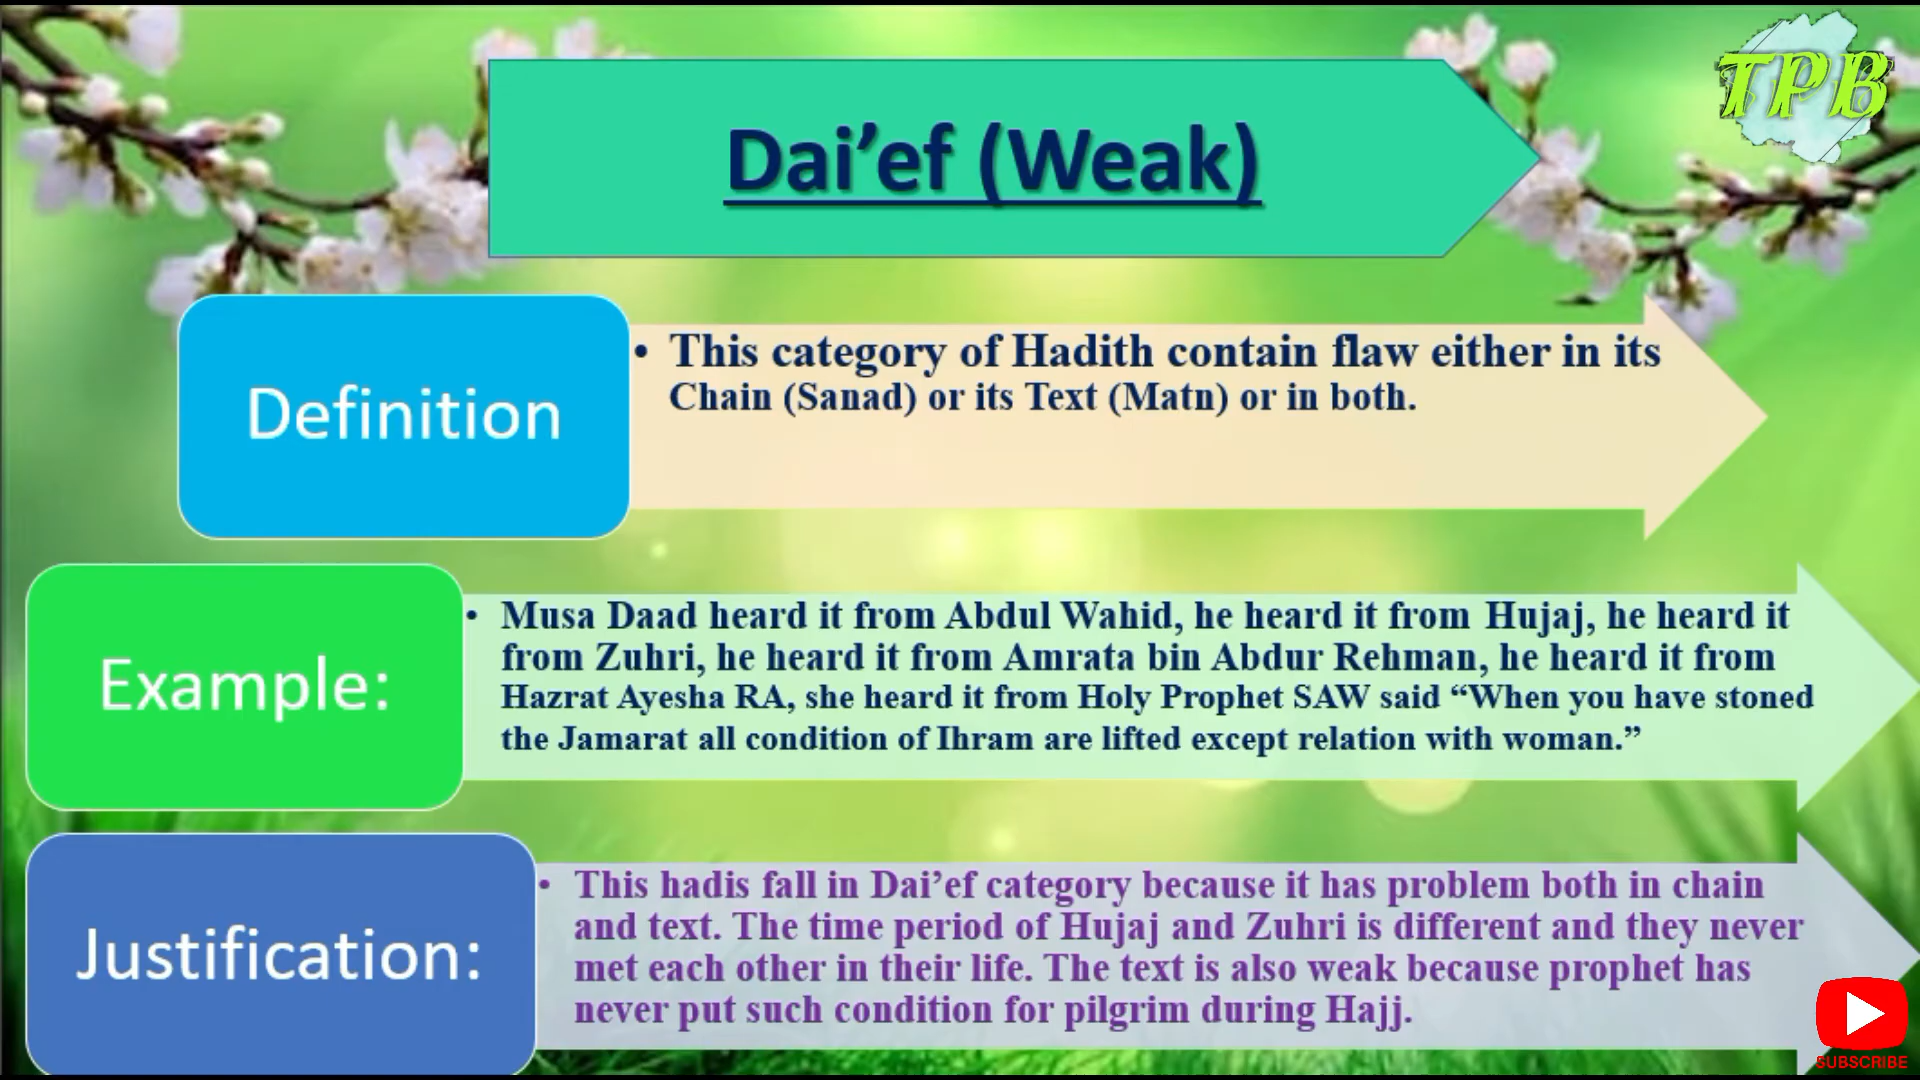 TPB
Dai’ef (Weak)
Definition
• This category of Hadith contain flaw either in its
Chain (Sanad) or its Text (Matn) or in both.
Example:
• Musa Daad heard it from Abdul Wahid, he heard it from Hujaj, he heard it
from Zuhri, he heard it from Amrata bin Abdur Rehman, he heard it from
Hazrat Ayesha RA, she heard it from Holy Prophet SAW said “When you have stoned
the Jamarat all condition of Ihram are lifted except relation with woman.”
Justification:
• This hadis fall in Dai’ef category because it has problem both in chain
and text. The time period of Hujaj and Zuhri is different and they never
met each other in their life. The text is also weak because prophet has
never put such condition for pilgrim during Hajj.
SUBSCRIBE